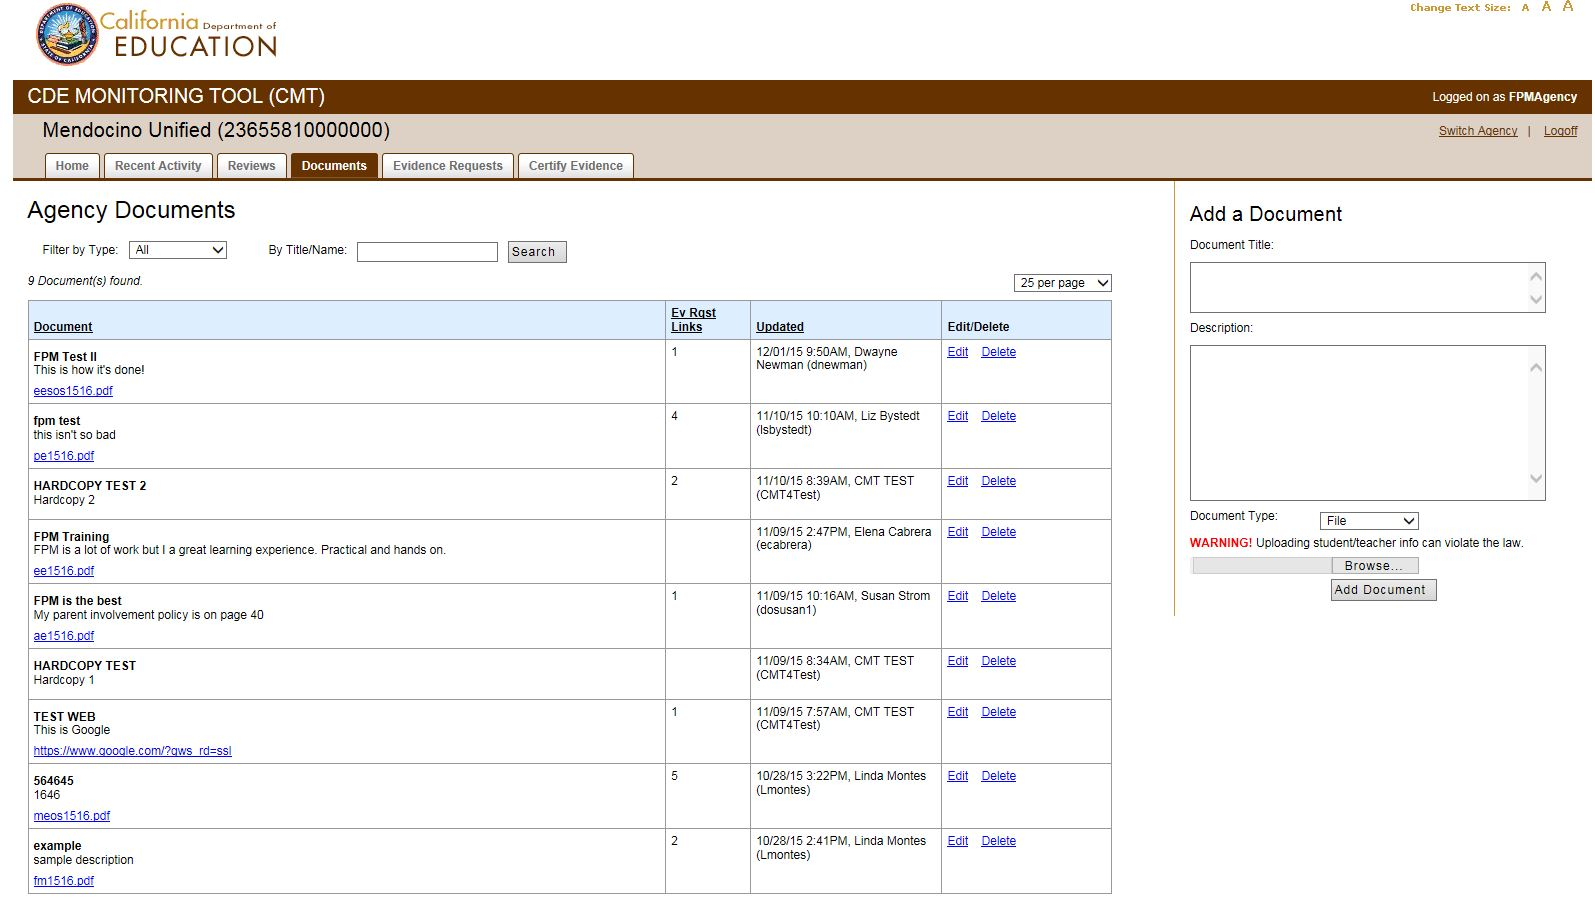 California Department of
EDUCATION
Change Text Size: A A A
CDE MONITORING TOOL (CMT)
Logged on as FPMAgency
Mendocino Unified (23655810000000)
Switch Agency | Logoff
Home Recent Activity Reviews Documents Evidence Requests Certify Evidence
Agency Documents
Filter by Type: All By Title/Name: Search
9 Document(s) found.
25 per page
Document Ev Rqst Links Updated Edit/Delete
FPM Test II
This is how it's done!
eesos1516.pdf
1
12/01/15 9:50AM, Dwayne
Newman (dnewman)
Edit Delete
fpm test
this isn't so bad
pe1516.pdf
4
11/10/15 10:10AM, Liz Bystedt
(lsbystedt)
Edit Delete
HARDCOPY TEST 2
Hardcopy 2
2
11/10/15 8:39AM, CMT TEST
(CMT4Test)
Edit Delete
FPM Training
FPM is a lot of work but I a great learning experience. Practical and hands on.
ee1516.pdf
11/09/15 2:47PM, Elena Cabrera
(ecabrera)
Edit Delete
FPM is the best
My parent involvement policy is on page 40
ae1516.pdf
1
11/09/15 10:16AM, Susan Strom
(dosusan1)
Edit Delete
HARDCOPY TEST
Hardcopy 1
11/09/15 8:34AM, CMT TEST
(CMT4Test)
Edit Delete
TEST WEB
This is Google
https://www.google.com/?gws_rd=ssl
1
11/09/15 7:57AM, CMT TEST
(CMT4Test)
Edit Delete
564645
1646
meos1516.pdf
5
10/28/15 3:22PM, Linda Montes
(Lmontes)
Edit Delete
example
sample description
fm1516.pdf
2
10/28/15 2:41PM, Linda Montes
(Lmontes)
Edit Delete
Add a Document
Document Title:
Description:
Document Type: File
WARNING! Uploading student/teacher info can violate the law.
Browse...
Add Document